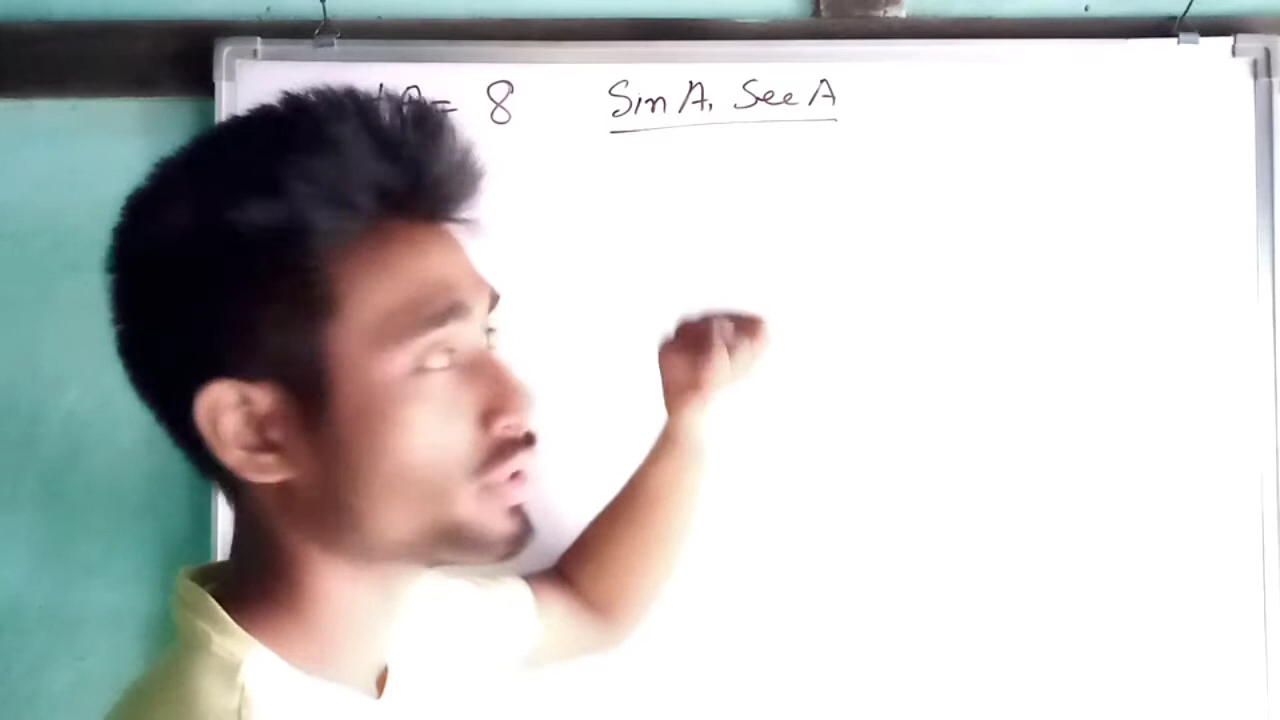 = 8 Sin A, Sec A